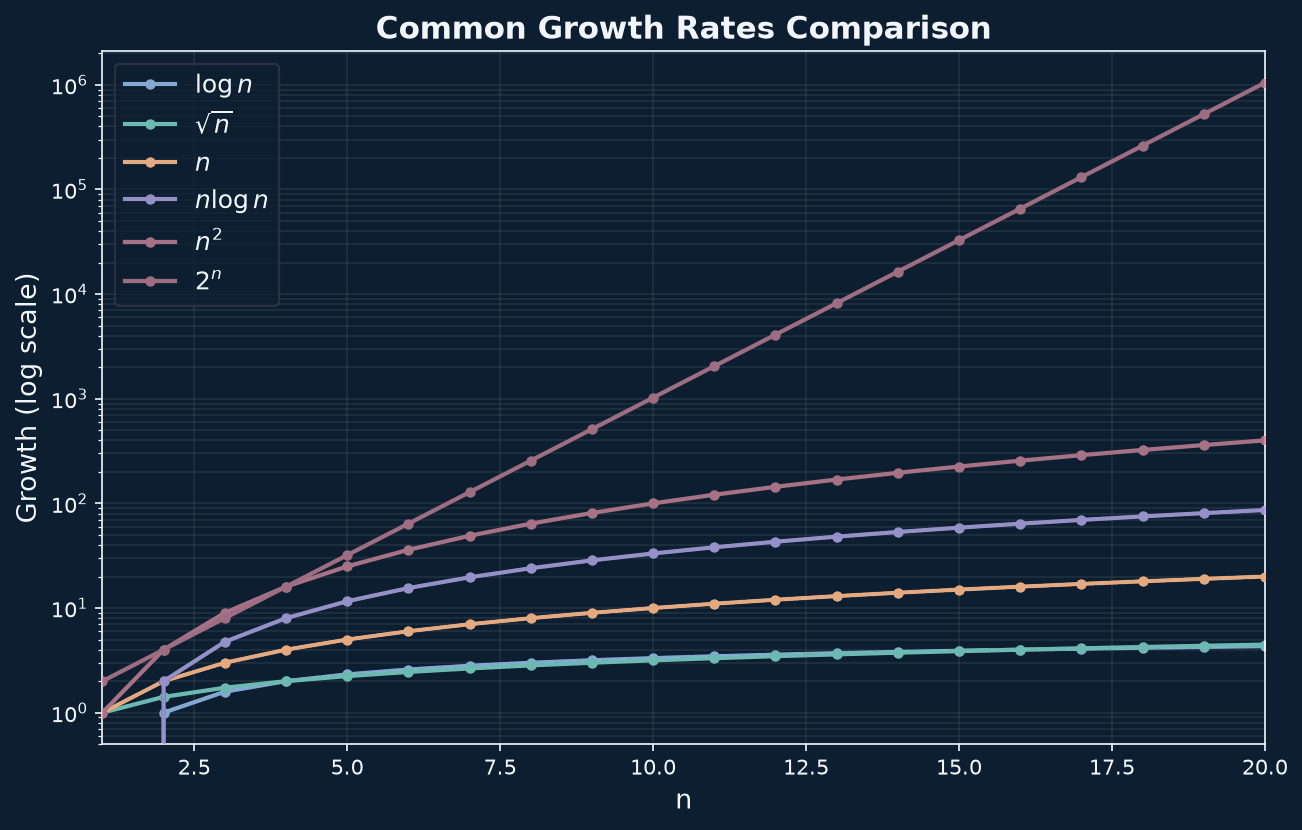 Common Growth Rates Comparison
log n
√n
n
n log n
n²
2ⁿ
10⁶
10⁵
10⁴
10³
10²
10¹
10⁰
Growth (log scale)
2.5 5.0 7.5 10.0 12.5 15.0 17.5 20.0
n